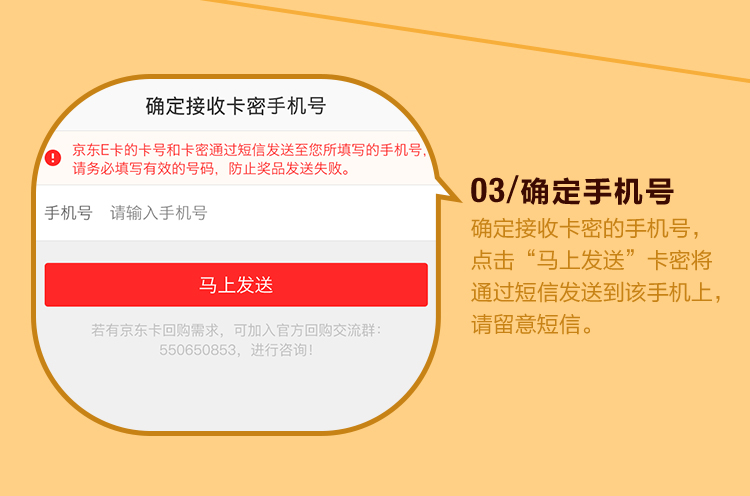 确定接收卡密手机号
京东E卡的卡号和卡密通过短信发送至您所填写的手机号,
请务必填写有效的号码，防止奖品发送失败。
手机号 请输入手机号
马上发送
若有京东卡回购需求，可加入官方回购交流群：
550650853，进行咨询！
03/确定手机号
确定接收卡密的手机号，
点击“马上发送”卡密将
通过短信发送到该手机上，
请留意短信。